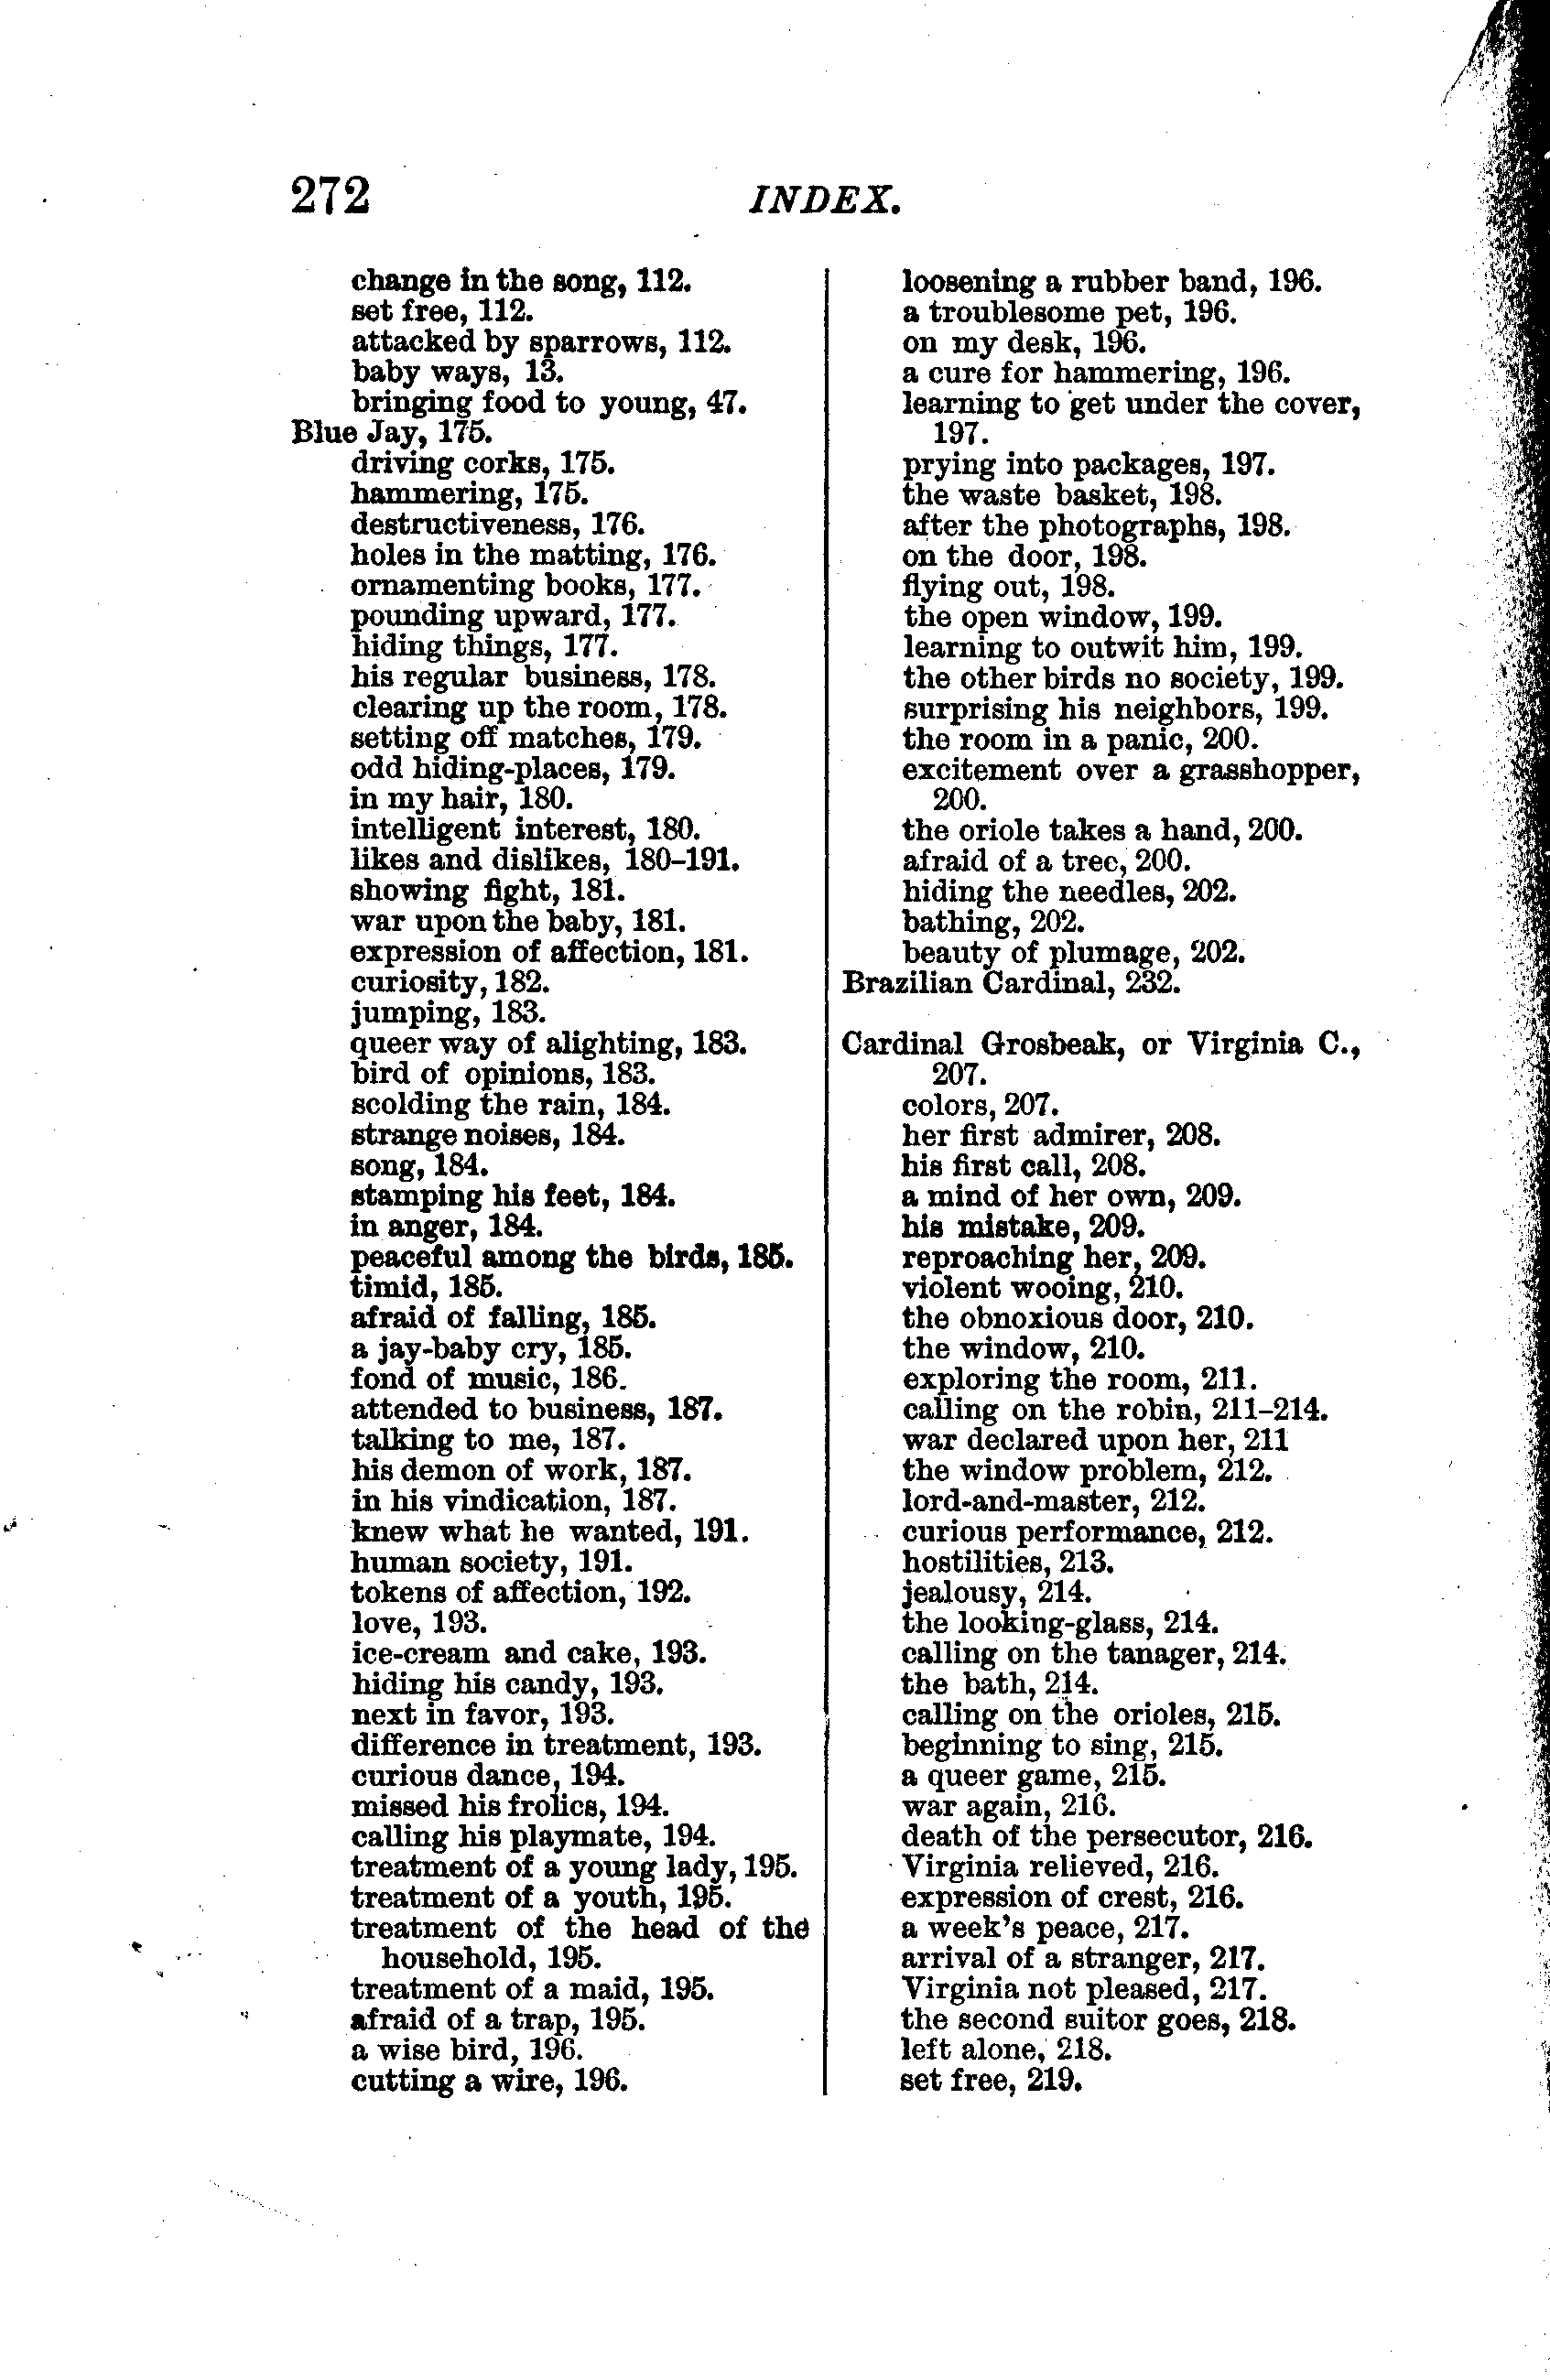 272
INDEX.
change in the song, 112.
set free, 112.
attacked by sparrows, 112.
baby ways, 13.
bringing food to young, 47.
Blue Jay, 175.
driving corks, 175.
hammering, 175.
destructiveness, 176.
holes in the matting, 176.
ornamenting books, 177.
pounding upward, 177.
hiding things, 177.
his regular business, 178.
clearing up the room, 178.
setting off matches, 179.
odd hiding-places, 179.
in my hair, 180.
intelligent interest, 180.
likes and dislikes, 180-191.
showing fight, 181.
war upon the baby, 181.
expression of affection, 181.
curiosity, 182.
jumping, 183.
queer way of alighting, 183.
bird of opinions, 183.
scolding the rain, 184.
strange noises, 184.
song, 184.
stamping his feet, 184.
in anger, 184.
peaceful among the birds, 185.
timid, 185.
afraid of falling, 185.
a jay-baby cry, 185.
fond of music, 186.
attended to business, 187.
talking to me, 187.
his demon of work, 187.
in his vindication, 187.
knew what he wanted, 191.
human society, 191.
tokens of affection, 192.
love, 193.
ice-cream and cake, 193.
hiding his candy, 193.
next in favor, 193.
difference in treatment, 193.
curious dance, 194.
missed his frolics, 194.
calling his playmate, 194.
treatment of a young lady, 195.
treatment of a youth, 195.
treatment of the head of the
household, 195.
treatment of a maid, 195.
afraid of a trap, 195.
a wise bird, 196.
cutting a wire, 196.
loosening a rubber band, 196.
a troublesome pet, 196.
on my desk, 196.
a cure for hammering, 196.
learning to get under the cover,
197.
prying into packages, 197.
the waste basket, 198.
after the photographs, 198.
on the door, 198.
flying out, 198.
the open window, 199.
learning to outwit him, 199.
the other birds no society, 199.
surprising his neighbors, 199.
the room in a panic, 200.
excitement over a grasshopper,
200.
the oriole takes a hand, 200.
afraid of a tree, 200.
hiding the needles, 202.
bathing, 202.
beauty of plumage, 202.
Brazilian Cardinal, 232.
Cardinal Grosbeak, or Virginia C.,
207.
colors, 207.
her first admirer, 208.
his first call, 208.
a mind of her own, 209.
his mistake, 209.
reproaching her, 209.
violent wooing, 210.
the obnoxious door, 210.
the window, 210.
exploring the room, 211.
calling on the robin, 211-214.
war declared upon her, 211
the window problem, 212.
lord-and-master, 212.
curious performance, 212.
hostilities, 213.
jealousy, 214.
the looking-glass, 214.
calling on the tanager, 214.
the bath, 214.
calling on the orioles, 215.
beginning to sing, 215.
a queer game, 215.
war again, 216.
death of the persecutor, 216.
Virginia relieved, 216.
expression of crest, 216.
a week's peace, 217.
arrival of a stranger, 217.
Virginia not pleased, 217.
the second suitor goes, 218.
left alone, 218.
set free, 219.